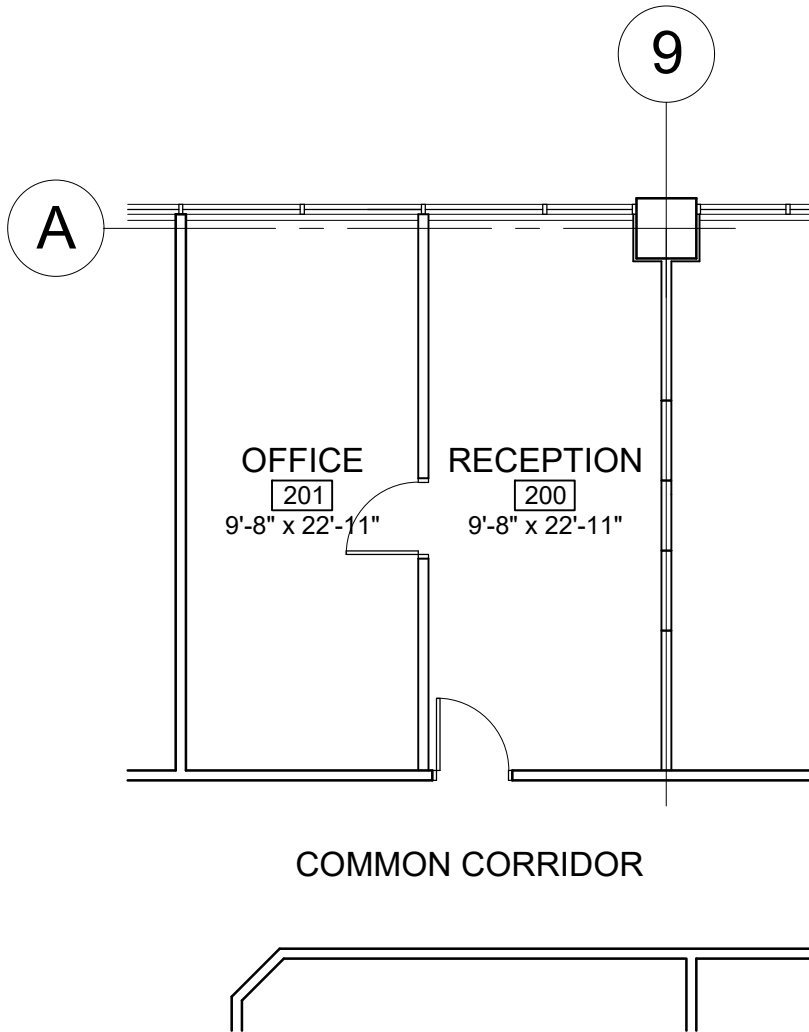 9
A
OFFICE
201
9'-8" x 22'-11"
RECEPTION
200
9'-8" x 22'-11"
COMMON CORRIDOR